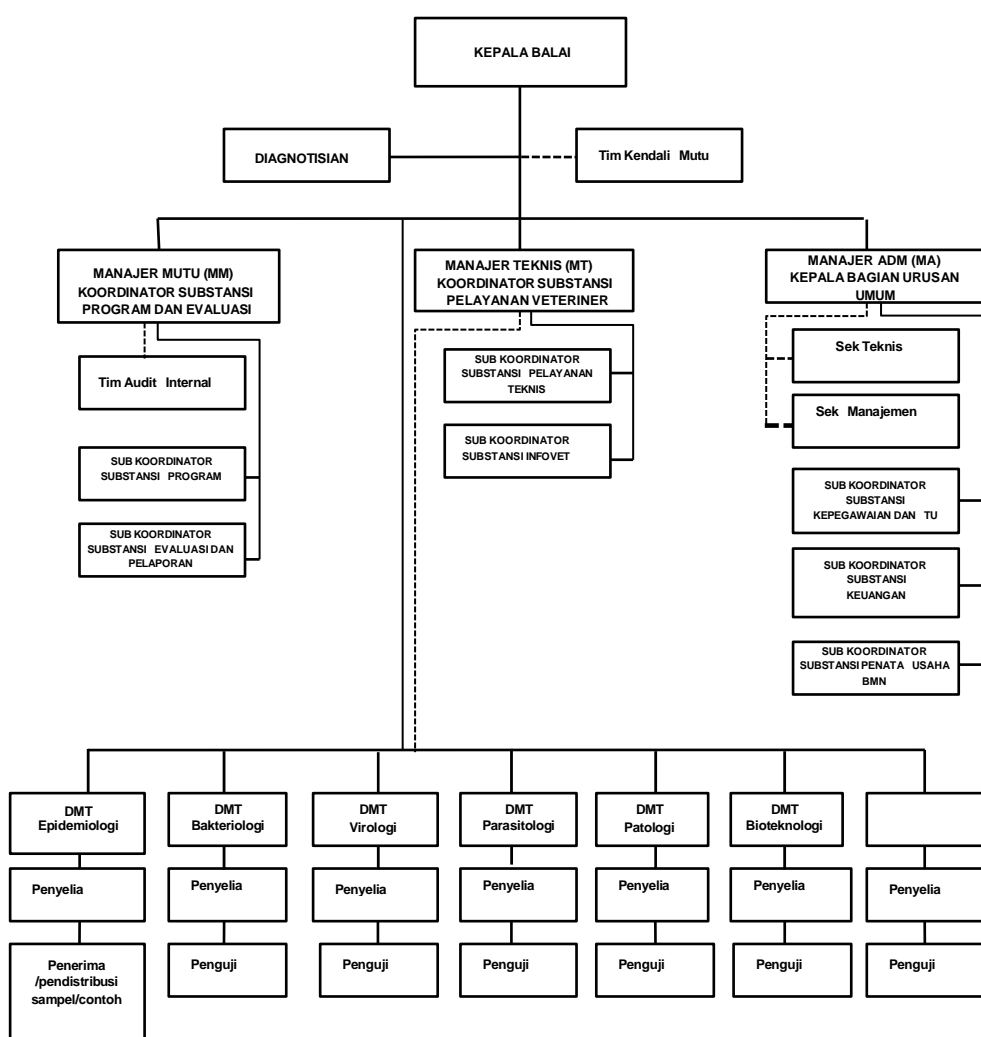 KEPALA BALAI
DIAGNOTISIAN
Tim Kendali Mutu
MANAJER MUTU (MM)
KOORDINATOR SUBSTANSI
PROGRAM DAN EVALUASI
MANAJER TEKNIS (MT)
KOORDINATOR SUBSTANSI
PELAYANAN VETERINER
MANAJER ADM (MA)
KEPALA BAGIAN URUSAN
UMUM
Tim Audit Internal
SUB KOORDINATOR
SUBSTANSI PROGRAM
SUB KOORDINATOR
SUBSTANSI EVALUASI DAN
PELAPORAN
SUB KOORDINATOR
SUBSTANSI PELAYANAN
TEKNIS
SUB KOORDINATOR
SUBSTANSI INFOVET
Sek Teknis
Sek Manajemen
SUB KOORDINATOR
SUBSTANSI
KEPEGAWAIAN DAN TU
SUB KOORDINATOR
SUBSTANSI
KEUANGAN
SUB KOORDINATOR
SUBSTANSI PENATA USAHA
BMN
DMT
Epidemiologi
DMT
Bakteriologi
DMT
Virologi
DMT
Parasitologi
DMT
Patologi
DMT
Bioteknologi
Penyelia
Penyelia
Penyelia
Penyelia
Penyelia
Penyelia
Penyelia
Penerima
/pendistribusi
sampel/contoh
Penguji
Penguji
Penguji
Penguji
Penguji
Penguji